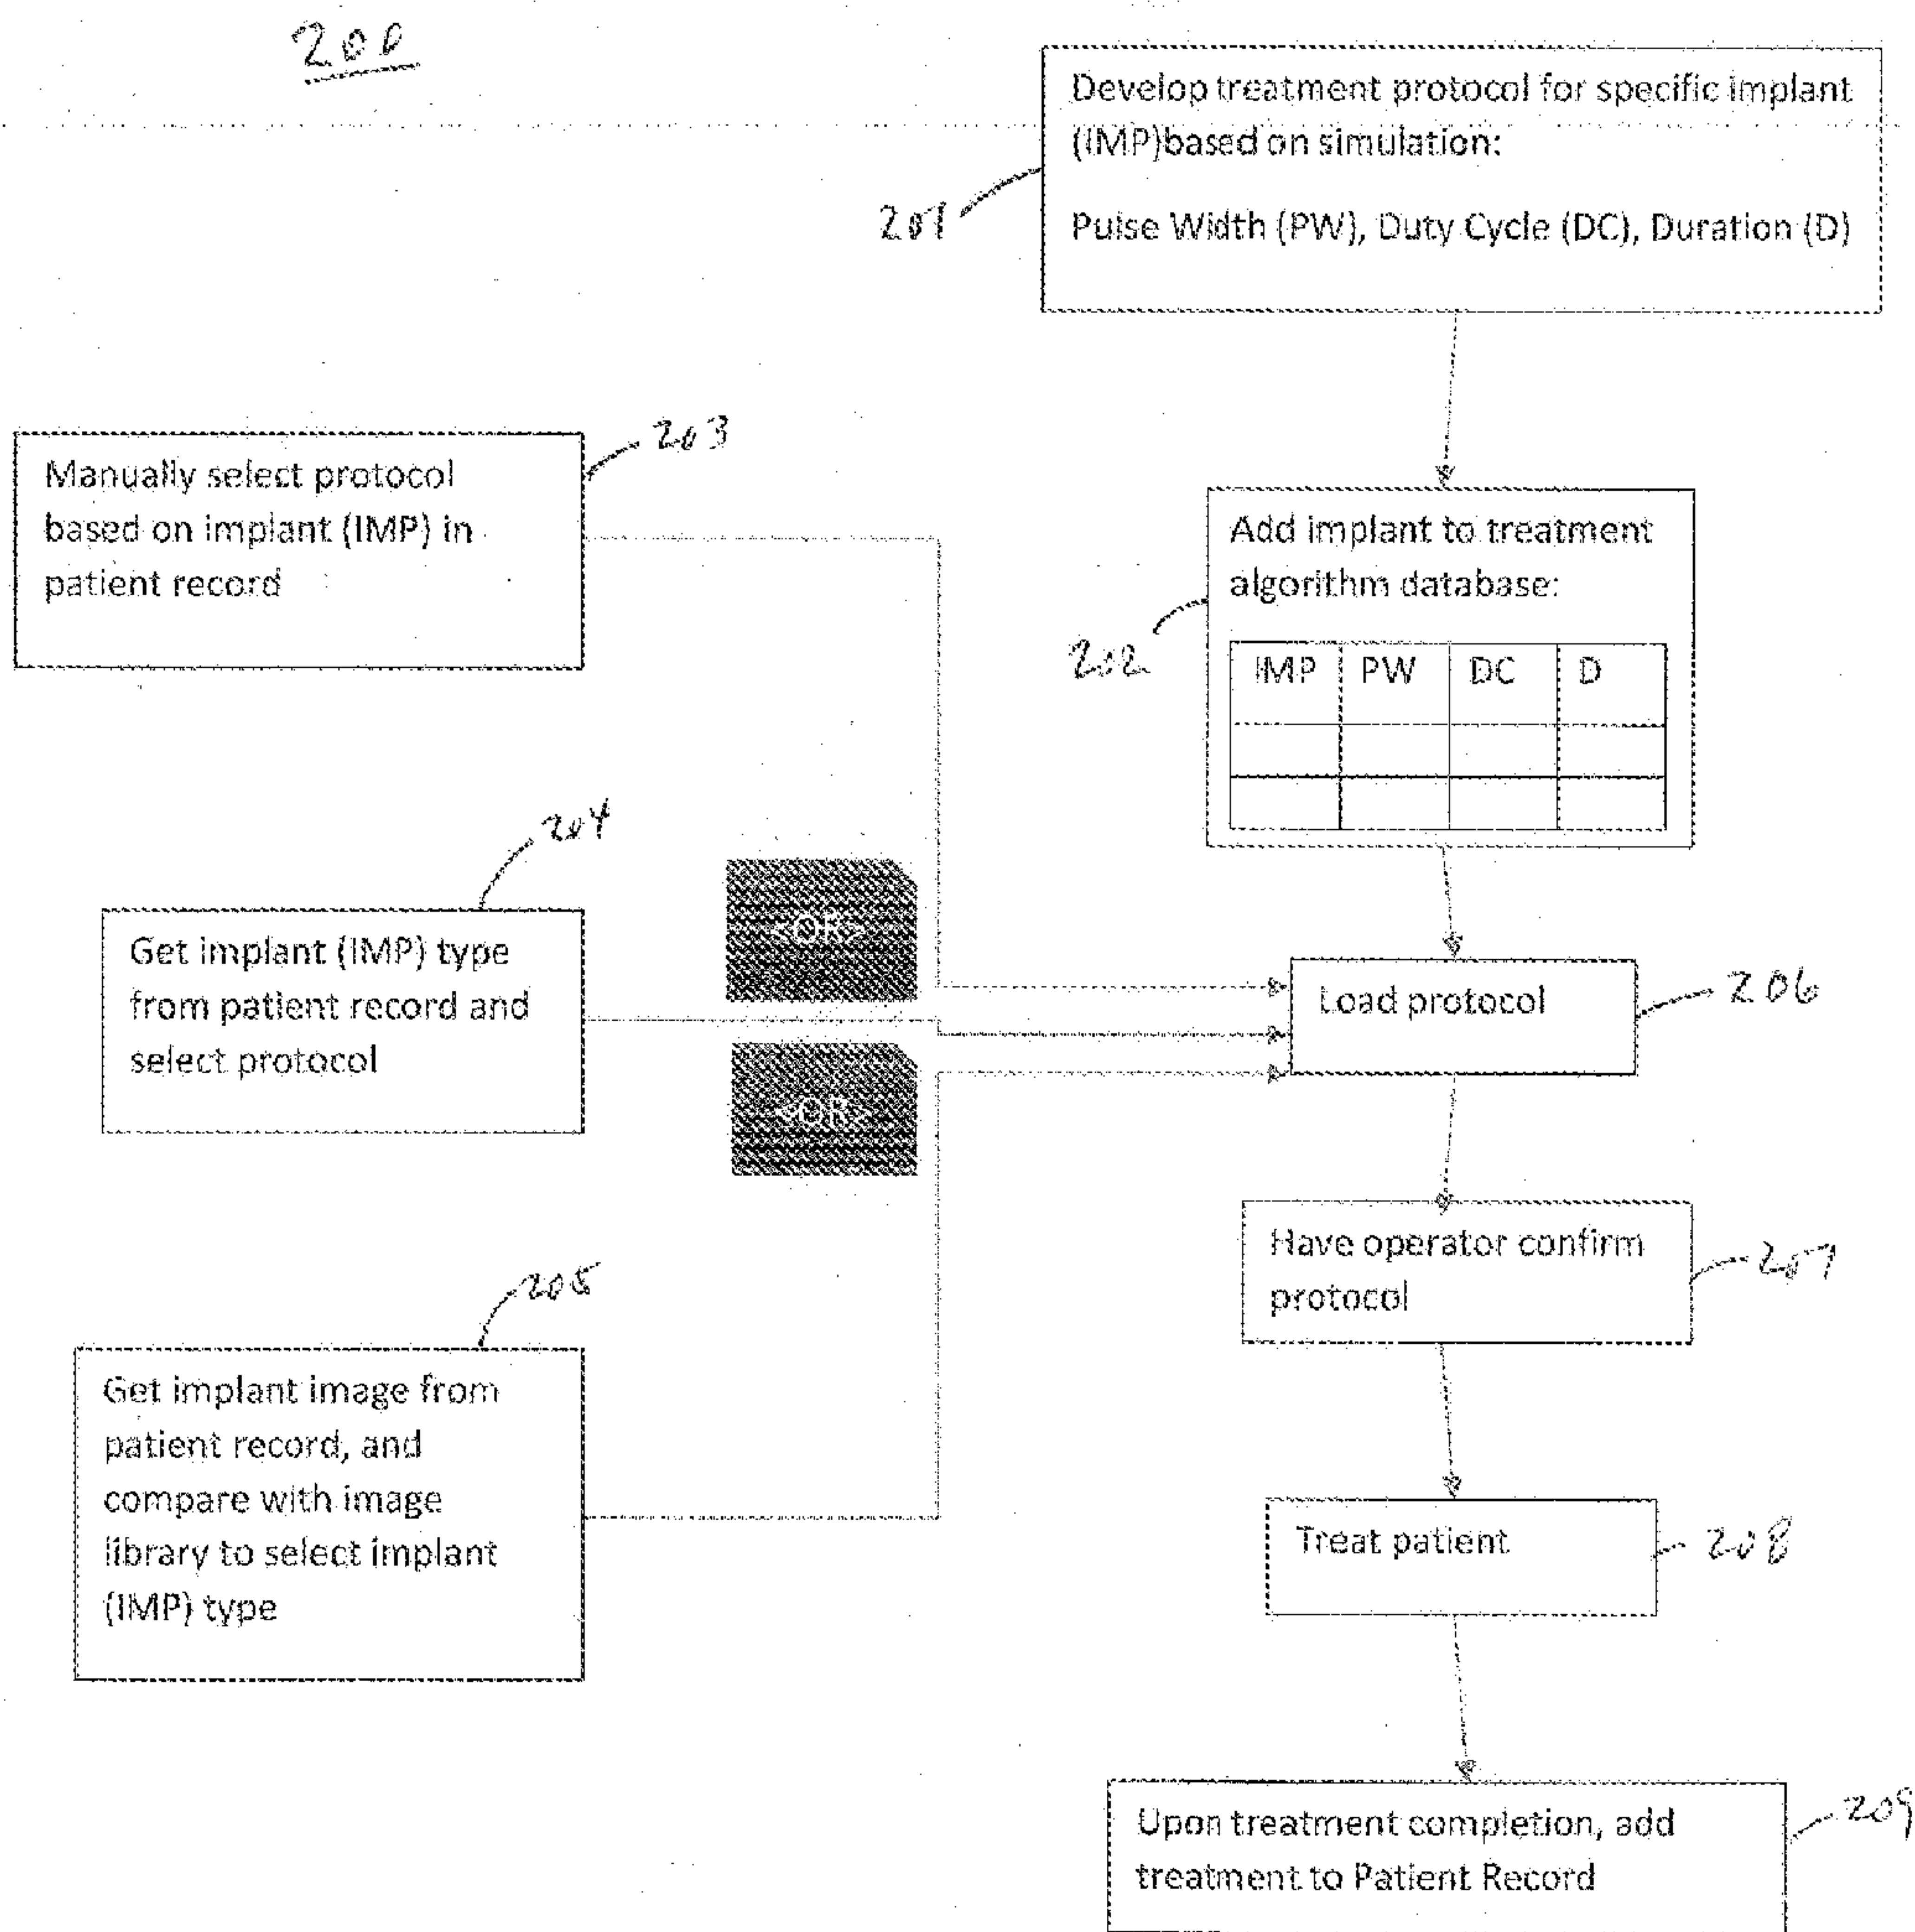 200
Develop treatment protocol for specific implant
(IMP)based on simulation:
Pulse Width (PW), Duty Cycle (DC), Duration (D)
201
Manually select protocol
based on implant (IMP) in
patient record
203
Add implant to treatment
algorithm database:
IMP PW DC D
202
Get implant (IMP) type
from patient record and
select protocol
204
<OR>
<OR>
Load protocol
206
Have operator confirm
protocol
207
Get implant image from
patient record, and
compare with image
library to select implant
(IMP) type
205
Treat patient
208
Upon treatment completion, add
treatment to Patient Record
209